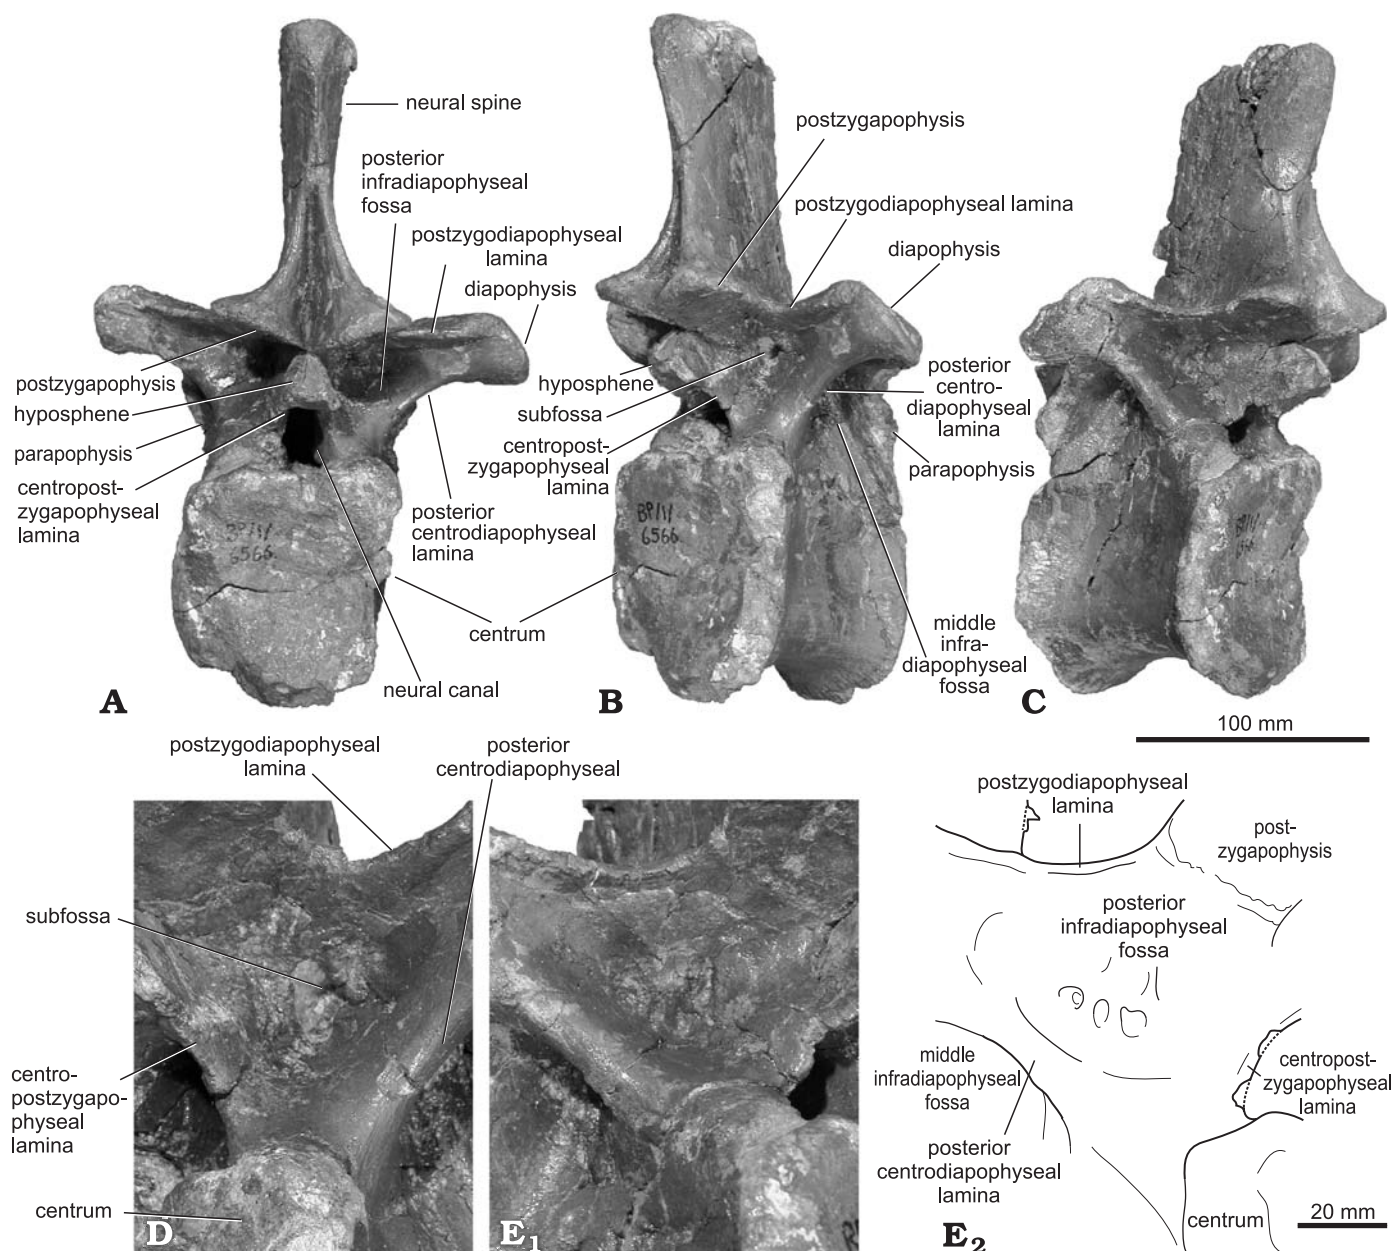 neural spine
posterior
infradiapophyseal
fossa
postzygodiapophyseal
lamina
diapophysis
postzygapophysis
hyposphene
parapophysis
centropost-
zygapophyseal
lamina
posterior
centrodiapophyseal
lamina
centrum
neural canal
BP/1/
6566
A
postzygapophysis
postzygodiapophyseal lamina
diapophysis
hyposphene
subfossa
centropost-
zygapophyseal
lamina
posterior
centro-
diapophyseal
lamina
parapophysis
middle
infra-
diapophyseal
fossa
BP/1/
6566
B
C
100 mm
postzygodiapophyseal
lamina
posterior
centrodiapophyseal
subfossa
centro-
postzygapo-
physeal
lamina
centrum
D
E1
postzygodiapophyseal
lamina
post-
zygapophysis
posterior
infradiapophyseal
fossa
middle
infradiapophyseal
fossa
centropost-
zygapophyseal
lamina
posterior
centrodiapophyseal
lamina
centrum
E2
20 mm